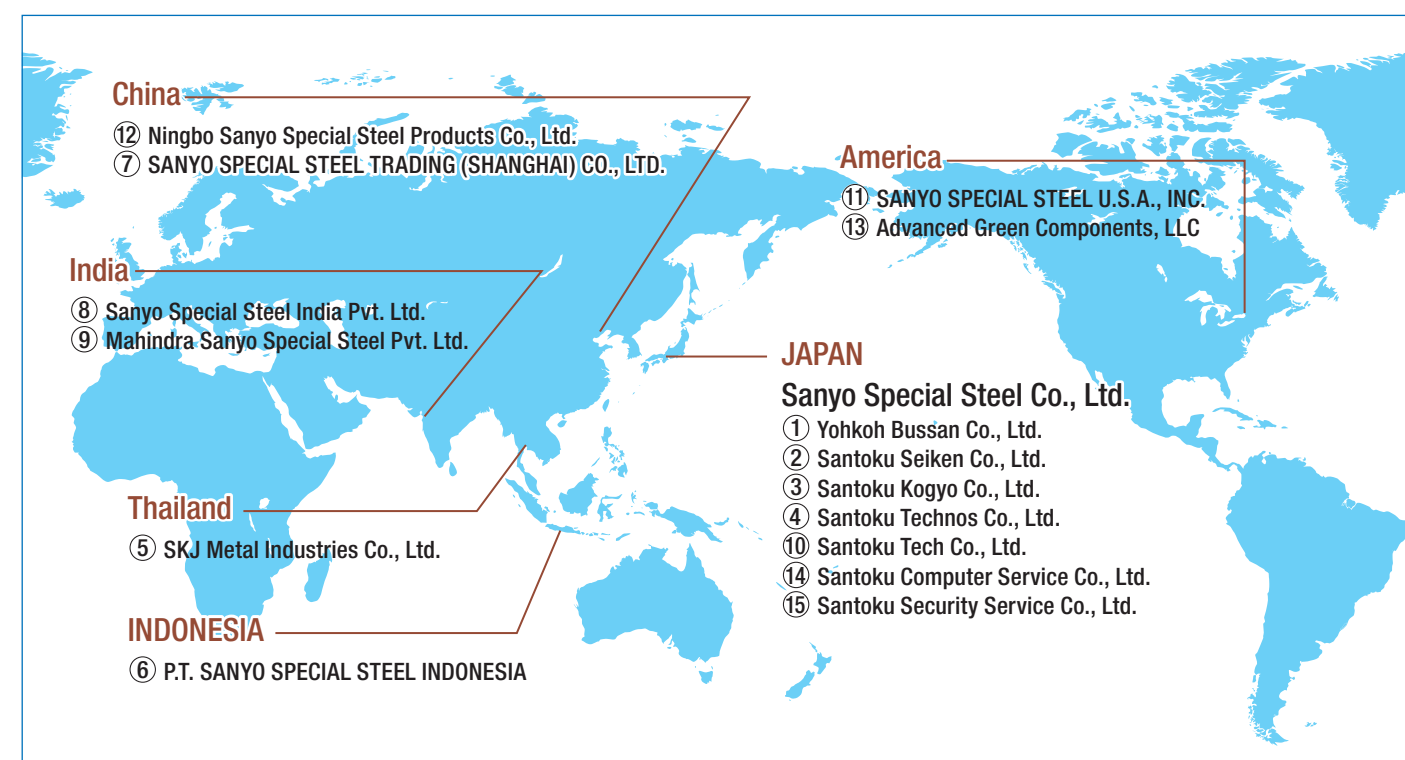 China
⑫ Ningbo Sanyo Special Steel Products Co., Ltd.
⑦ SANYO SPECIAL STEEL TRADING (SHANGHAI) CO., LTD.
America
⑪ SANYO SPECIAL STEEL U.S.A., INC.
⑬ Advanced Green Components, LLC
India
⑧ Sanyo Special Steel India Pvt. Ltd.
⑨ Mahindra Sanyo Special Steel Pvt. Ltd.
JAPAN
Sanyo Special Steel Co., Ltd.
① Yohkoh Bussan Co., Ltd.
② Santoku Seiken Co., Ltd.
③ Santoku Kogyo Co., Ltd.
④ Santoku Technos Co., Ltd.
⑩ Santoku Tech Co., Ltd.
⑭ Santoku Computer Service Co., Ltd.
⑮ Santoku Security Service Co., Ltd.
Thailand
⑤ SKJ Metal Industries Co., Ltd.
INDONESIA
⑥ P.T. SANYO SPECIAL STEEL INDONESIA